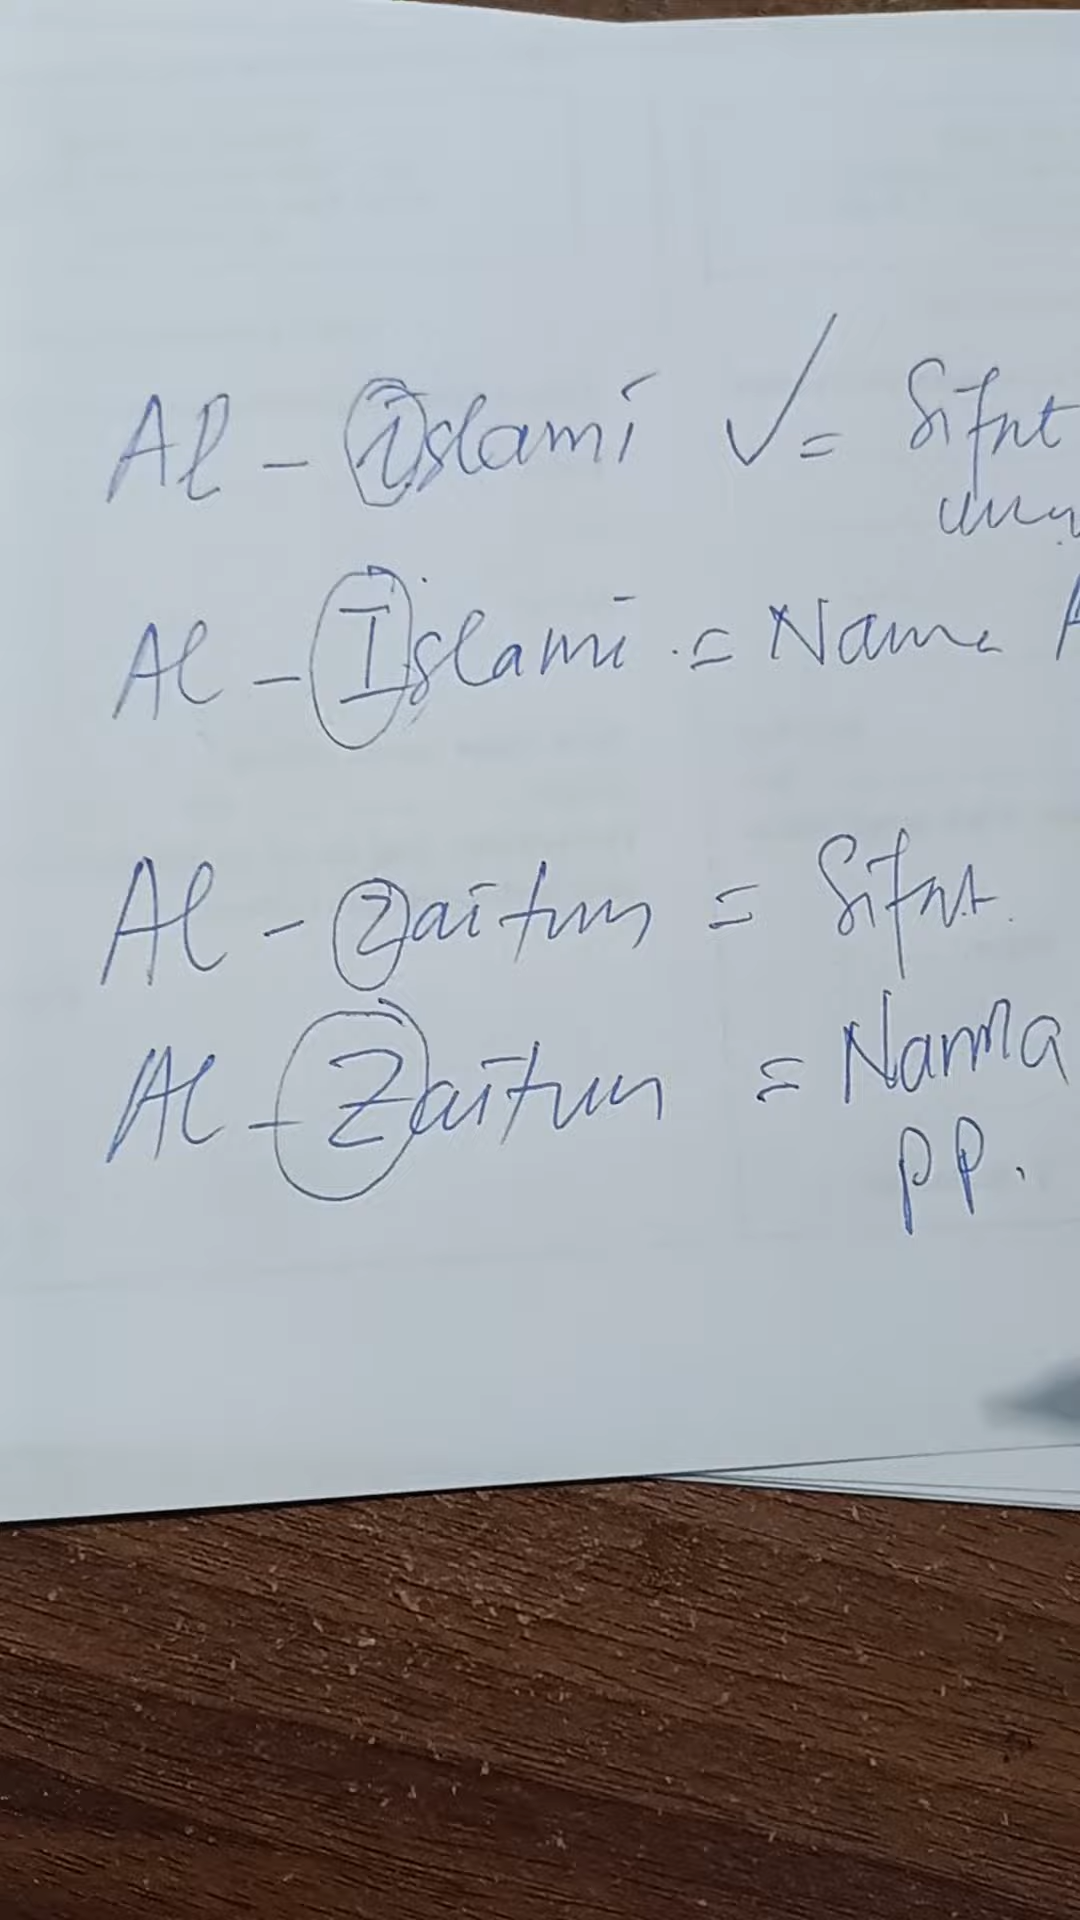 Al-islami ✓= Sifat
Al-Islami = Nama
Al-zaitun = Sifat.
Al-Zaitun = Nama
PP.